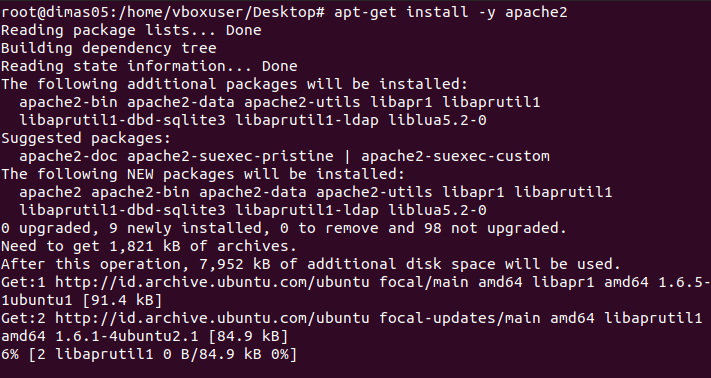 root@dimas05:/home/vboxuser/Desktop# apt-get install -y apache2
Reading package lists... Done
Building dependency tree
Reading state information... Done
The following additional packages will be installed:
  apache2-bin apache2-data apache2-utils libapr1 libaprutil1
  libaprutil1-dbd-sqlite3 libaprutil1-ldap liblua5.2-0
Suggested packages:
  apache2-doc apache2-suexec-pristine | apache2-suexec-custom
The following NEW packages will be installed:
  apache2 apache2-bin apache2-data apache2-utils libapr1 libaprutil1
  libaprutil1-dbd-sqlite3 libaprutil1-ldap liblua5.2-0
0 upgraded, 9 newly installed, 0 to remove and 98 not upgraded.
Need to get 1,821 kB of archives.
After this operation, 7,952 kB of additional disk space will be used.
Get:1 http://id.archive.ubuntu.com/ubuntu focal/main amd64 libapr1 amd64 1.6.5-
1ubuntu1 [91.4 kB]
Get:2 http://id.archive.ubuntu.com/ubuntu focal-updates/main amd64 libaprutil1
amd64 1.6.1-4ubuntu2.1 [84.9 kB]
6% [2 libaprutil1 0 B/84.9 kB 0%]